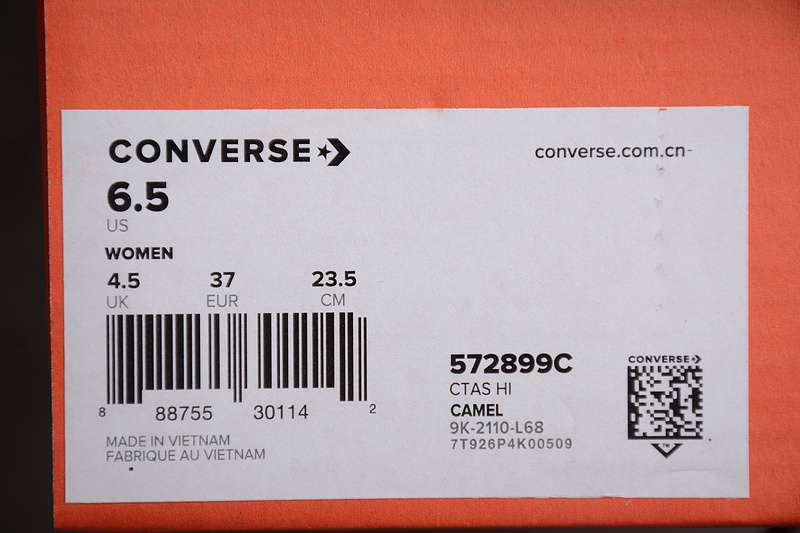 CONVERSE
converse.com.cn-
6.5
US
WOMEN
4.5 37 23.5
UK EUR CM
8 88755 30114 2
MADE IN VIETNAM
FABRIQUE AU VIETNAM
572899C
CTAS HI
CAMEL
9K-2110-L68
7T926P4K00509
CONVERSE
TM